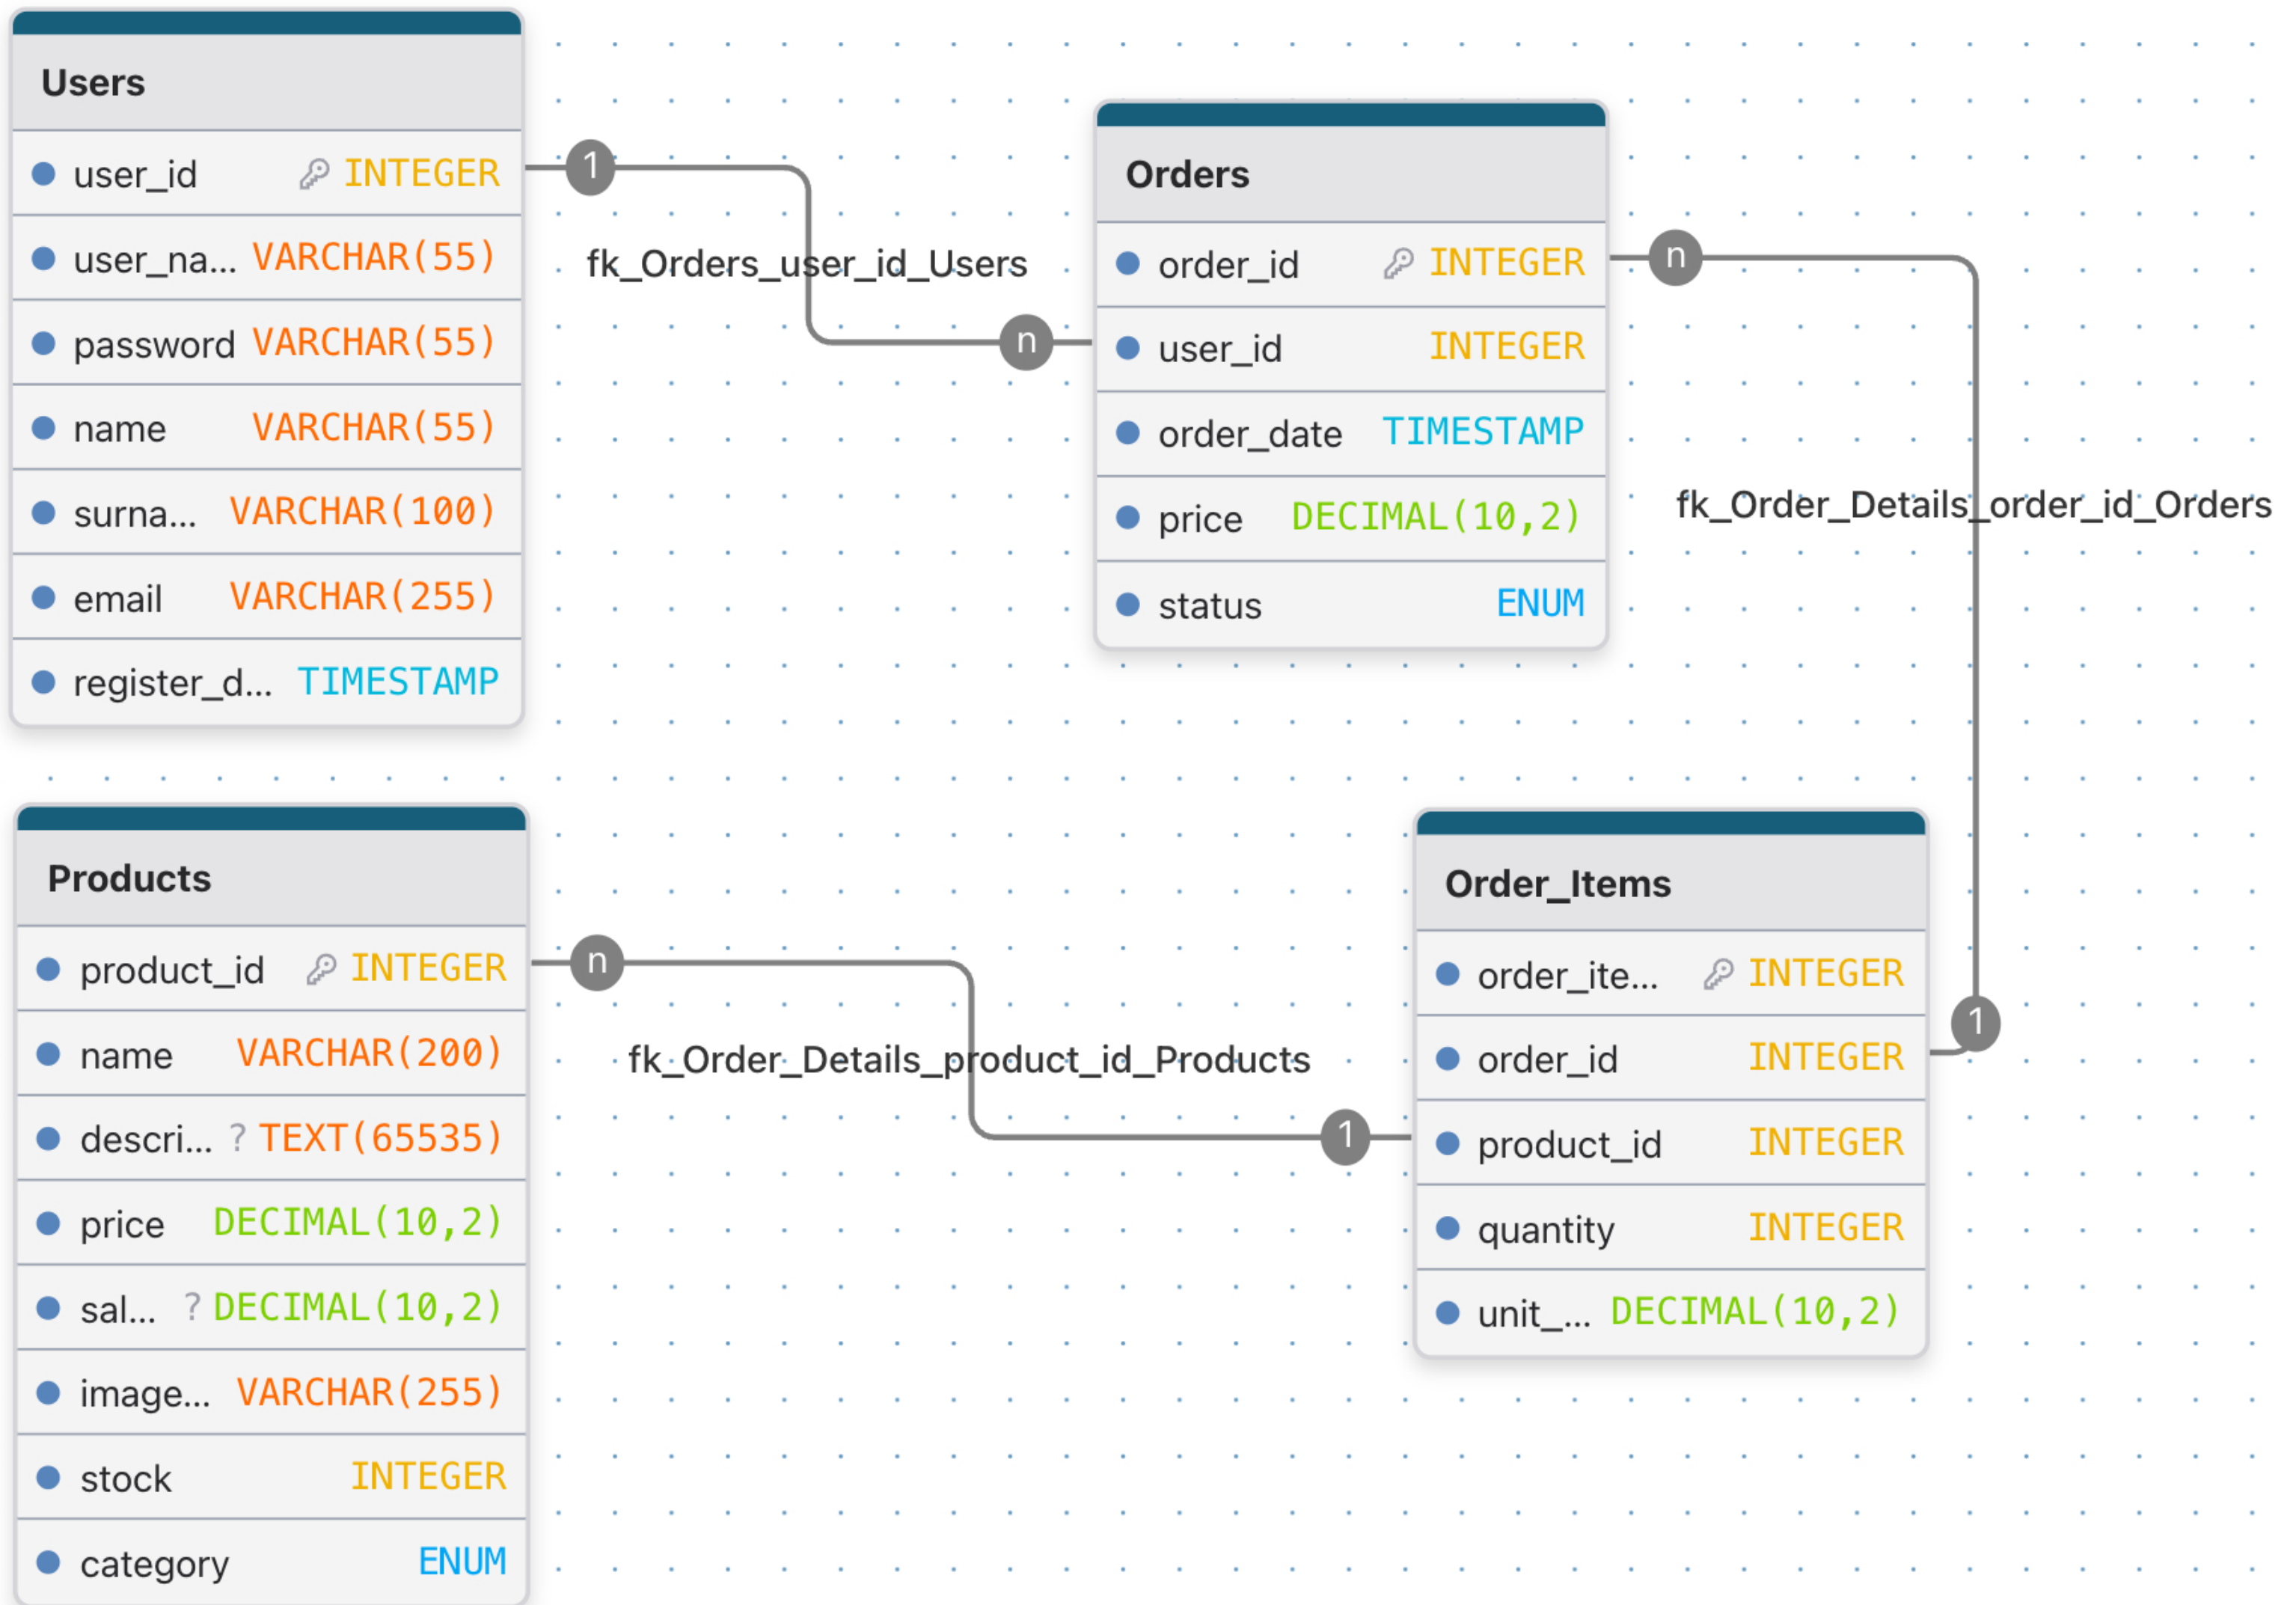 Users
user_id INTEGER
user_na... VARCHAR(55)
password VARCHAR(55)
name VARCHAR(55)
surna... VARCHAR(100)
email VARCHAR(255)
register_d... TIMESTAMP
1
fk_Orders_user_id_Users
n
Orders
order_id INTEGER
user_id INTEGER
order_date TIMESTAMP
price DECIMAL(10,2)
status ENUM
n
fk_Order_Details_order_id_Orders
1
Products
product_id INTEGER
name VARCHAR(200)
descri... ? TEXT(65535)
price DECIMAL(10,2)
sal... ? DECIMAL(10,2)
image... VARCHAR(255)
stock INTEGER
category ENUM
n
fk_Order_Details_product_id_Products
1
Order_Items
order_ite... INTEGER
order_id INTEGER
product_id INTEGER
quantity INTEGER
unit_... DECIMAL(10,2)